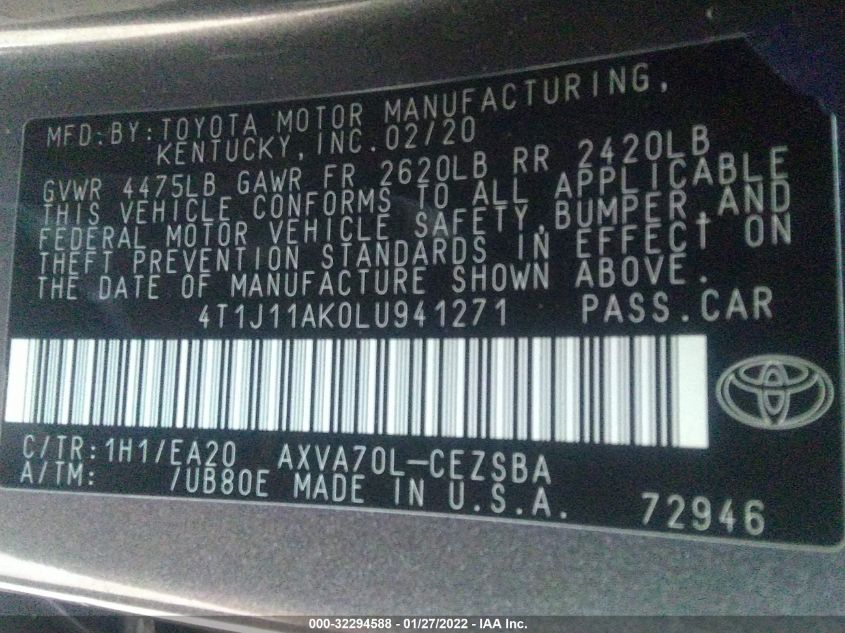 MFD.BY:TOYOTA MOTOR MANUFACTURING,
KENTUCKY, INC.02/20
GVWR 4475LB GAWR FR 2620LB RR 2420LB
THIS VEHICLE CONFORMS TO ALL APPLICABLE
FEDERAL MOTOR VEHICLE SAFETY,BUMPER,AND
THEFT PREVENTION STANDARDS IN EFFECT ON
THE DATE OF MANUFACTURE SHOWN ABOVE.
4T1J11AK0LU941271 PASS.CAR
C/TR:1H1/EA20 AXVA70L-CEZSBA
A/TM: /UB80E MADE IN U.S.A.
72946
000-32294588 - 01/27/2022 - IAA Inc.